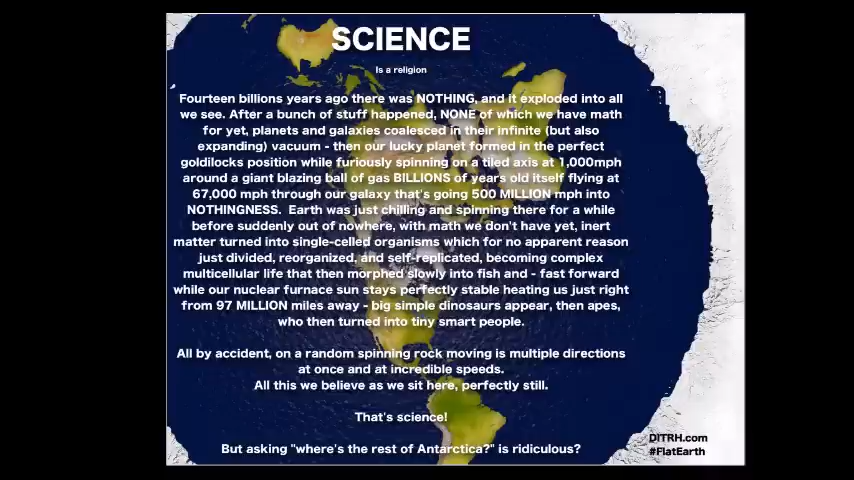 SCIENCE
Is a religion
Fourteen billions years ago there was NOTHING, and it exploded into all
we see. After a bunch of stuff happened, NONE of which we have math
for yet, planets and galaxies coalesced in their infinite (but also
expanding) vacuum - then our lucky planet formed in the perfect
goldilocks position while furiously spinning on a tiled axis at 1,000mph
around a giant blazing ball of gas BILLIONS of years old itself flying at
67,000 mph through our galaxy that's going 500 MILLION mph into
NOTHINGNESS. Earth was just chilling and spinning there for a while
before suddenly out of nowhere, with math we don't have yet, inert
matter turned into single-celled organisms which for no apparent reason
just divided, reorganized, and self-replicated, becoming complex
multicellular life that then morphed slowly into fish and - fast forward
while our nuclear furnace sun stays perfectly stable heating us just right
from 97 MILLION miles away - big simple dinosaurs appear, then apes,
who then turned into tiny smart people.
All by accident, on a random spinning rock moving is multiple directions
at once and at incredible speeds.
All this we believe as we sit here, perfectly still.
That's science!
But asking "where's the rest of Antarctica?" is ridiculous?
DITRH.com
#FlatEarth